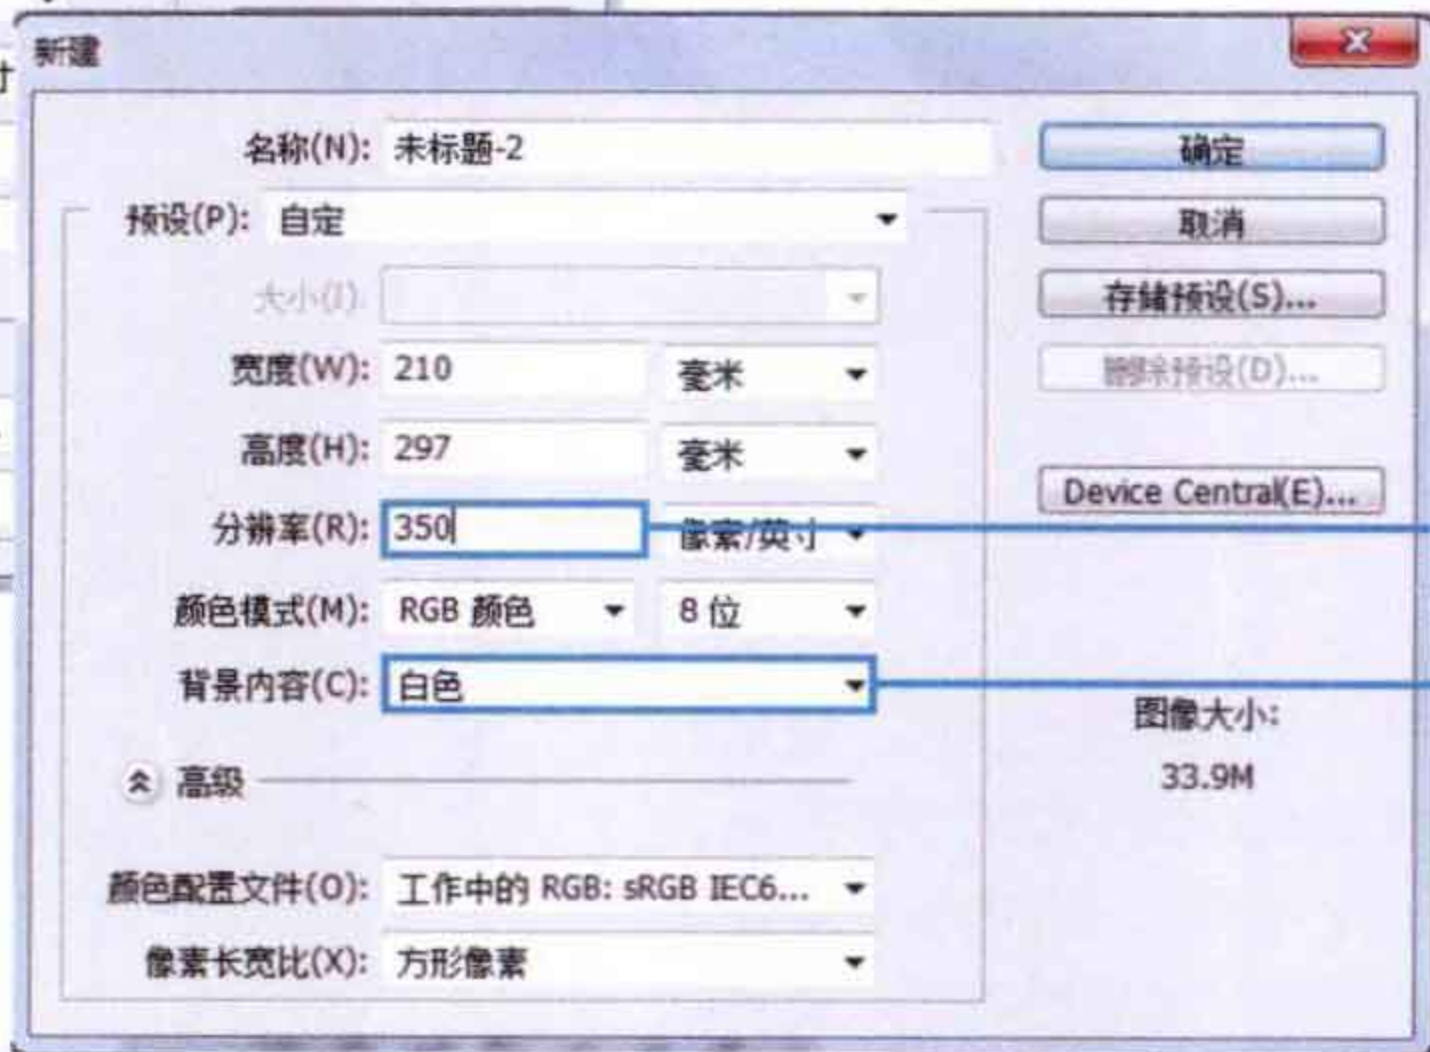 新建
名称(N): 未标题-2
确定
预设(P): 自定
取消
大小(I):
存储预设(S)...
宽度(W): 210 毫米
删除预设(D)...
高度(H): 297 毫米
Device Central(E)...
分辨率(R): 350 像素/英寸
颜色模式(M): RGB 颜色 8 位
背景内容(C): 白色
图像大小:
33.9M
高级
颜色配置文件(O): 工作中的 RGB: sRGB IEC6...
像素长宽比(X): 方形像素